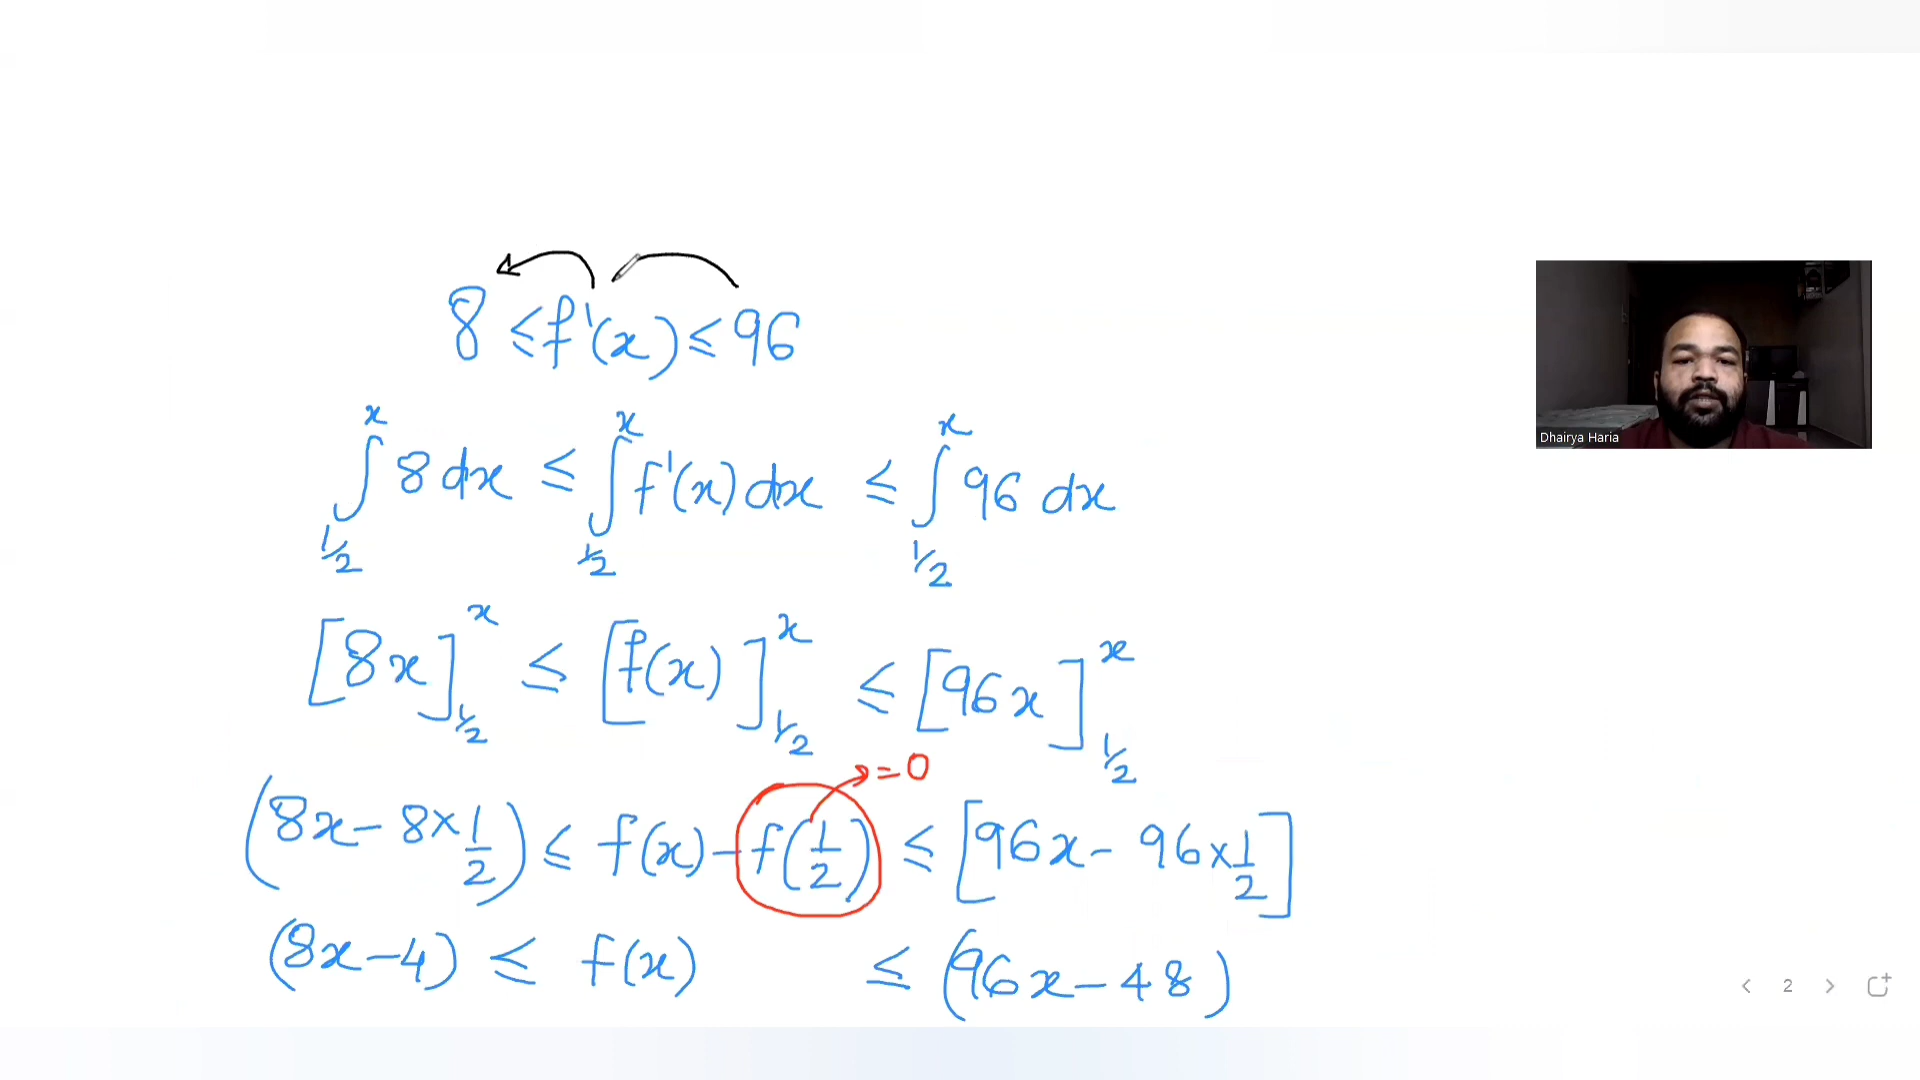 8 ≤ f'(x) ≤ 96
∫_{1/2}^{x} 8 dx ≤ ∫_{1/2}^{x} f'(x) dx ≤ ∫_{1/2}^{x} 96 dx
Dhairya Haria
[8x]_{1/2}^{x} ≤ [f(x)]_{1/2}^{x} ≤ [96x]_{1/2}^{x}
= 0
(8x - 8 × 1/2) ≤ f(x) - f(1/2) ≤ [96x - 96 × 1/2]
(8x - 4) ≤ f(x) ≤ (96x - 48)
< 2 >